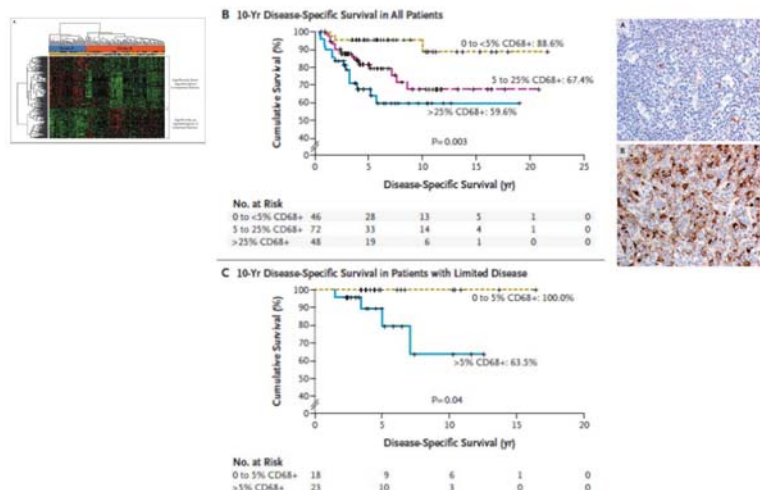 A
B 10-Yr Disease-Specific Survival in All Patients
100
90
80
70
60
50
40
0
Cumulative Survival (%)
0 to <5% CD68+: 88.6%
5 to 25% CD68+: 67.4%
>25% CD68+: 59.6%
P=0.003
0 5 10 15 20 25
Disease-Specific Survival (yr)
No. at Risk
0 to <5% CD68+ 46 28 13 5 1 0
5 to 25% CD68+ 72 33 14 4 1 0
>25% CD68+ 48 19 6 1 0 0
C 10-Yr Disease-Specific Survival in Patients with Limited Disease
100
90
80
70
60
50
40
0
Cumulative Survival (%)
0 to 5% CD68+: 100.0%
>5% CD68+: 63.5%
P=0.04
0 5 10 15 20
Disease-Specific Survival (yr)
No. at Risk
0 to 5% CD68+ 18 9 6 1 0
>5% CD68+ 23 10 3 0 0
A
B